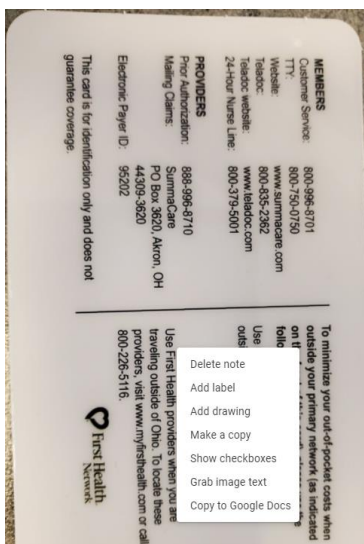 MEMBERS
Customer Service: 800-996-8701
TTY: 800-750-0750
Website: www.summacare.com
Teladoc: 800-835-2362
Teladoc website: www.teladoc.com
24-Hour Nurse Line: 800-379-5001
PROVIDERS
Prior Authorization: 888-996-8710
Mailing Claims: SummaCare
PO Box 3620, Akron, OH
44309-3620
Electronic Payer ID: 95202
This card is for identification only and does not
guarantee coverage.
To minimize your out-of-pocket costs when
outside your primary network (as indicated
on the
Use
Use First Health providers when you are
traveling outside of Ohio. To locate these
providers, visit www.myfirsthealth.com or call
800-226-5116.
First Health
Network
Delete note
Add label
Add drawing
Make a copy
Show checkboxes
Grab image text
Copy to Google Docs